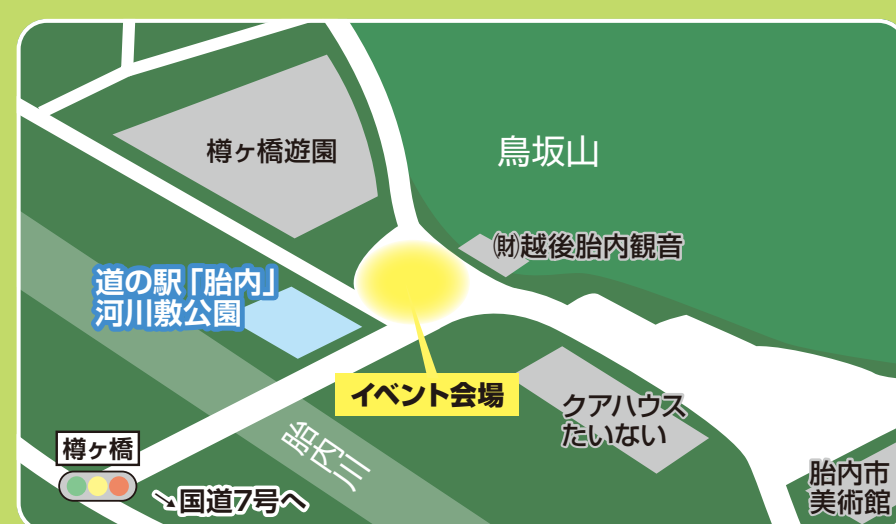 樽ヶ橋遊園
鳥坂山
㈶越後胎内観音
道の駅「胎内」
河川敷公園
イベント会場
クアハウス
たいない
胎内川
樽ヶ橋
↘国道7号へ
胎内市
美術館